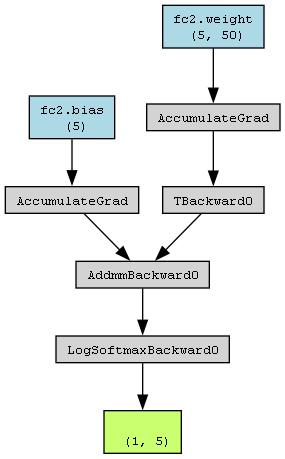 fc2.weight
(5, 50)
fc2.bias
(5)
AccumulateGrad
AccumulateGrad
TBackward0
AddmmBackward0
LogSoftmaxBackward0
(1, 5)